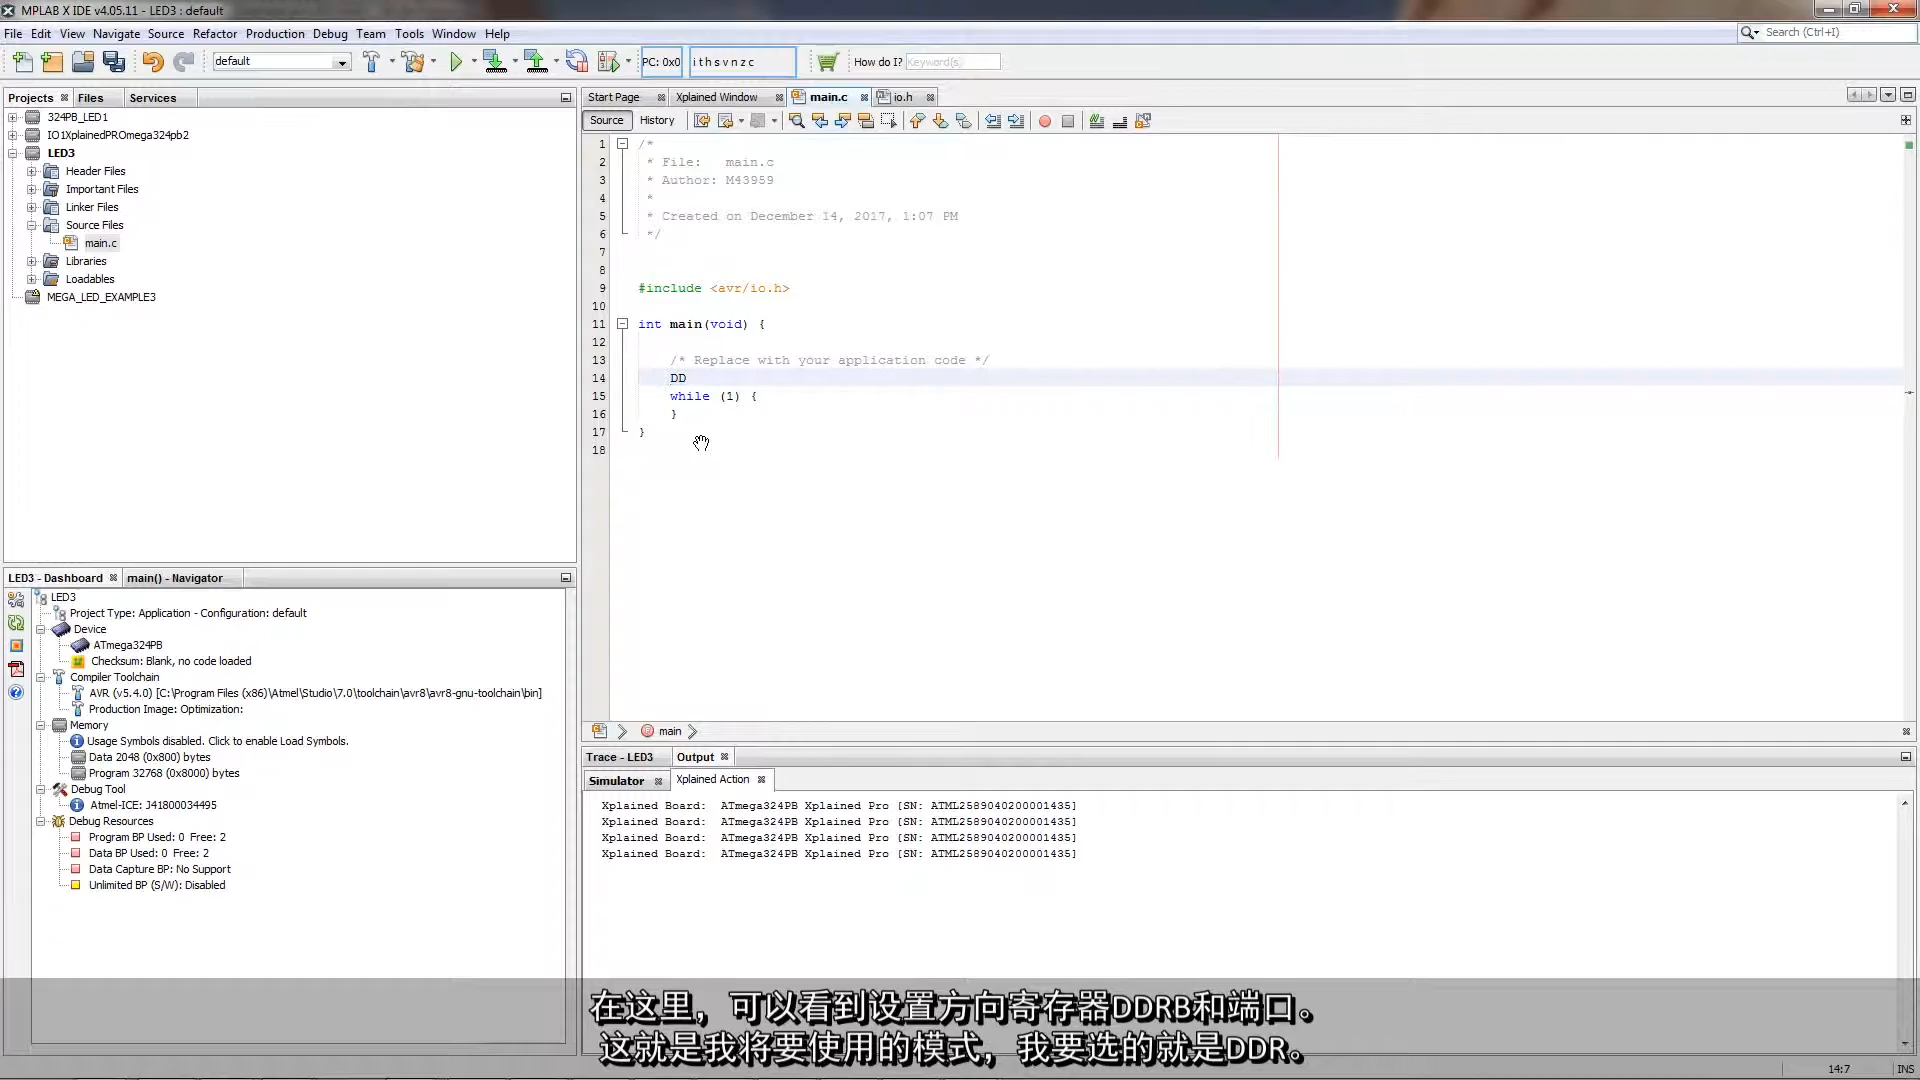 MPLAB X IDE v4.05.11 - LED3 : default
File Edit View Navigate Source Refactor Production Debug Team Tools Window Help
Search (Ctrl+I)
default
PC: 0x0
i t h s v n z c
How do I? Keyword(s)
Projects Files Services
Start Page Xplained Window main.c io.h
Source History
324PB_LED1
IO1XplainedPROmega324pb2
LED3
Header Files
Important Files
Linker Files
Source Files
main.c
Libraries
Loadables
MEGA_LED_EXAMPLE3
1 /*
2 * File: main.c
3 * Author: M43959
4 *
5 * Created on December 14, 2017, 1:07 PM
6 */
7
8
9 #include <avr/io.h>
10
11 int main(void) {
12
13 /* Replace with your application code */
14 DD
15 while (1) {
16 }
17 }
18
main
LED3 - Dashboard main() - Navigator
LED3
Project Type: Application - Configuration: default
Device
ATmega324PB
Checksum: Blank, no code loaded
Compiler Toolchain
AVR (v5.4.0) [C:\Program Files (x86)\Atmel\Studio\7.0\toolchain\avr8\avr8-gnu-toolchain\bin]
Production Image: Optimization:
Memory
Usage Symbols disabled. Click to enable Load Symbols.
Data 2048 (0x800) bytes
Program 32768 (0x8000) bytes
Debug Tool
Atmel-ICE: J41800034495
Debug Resources
Program BP Used: 0 Free: 2
Data BP Used: 0 Free: 2
Data Capture BP: No Support
Unlimited BP (S/W): Disabled
Trace - LED3 Output
Simulator Xplained Action
Xplained Board: ATmega324PB Xplained Pro [SN: ATML2589040200001435]
Xplained Board: ATmega324PB Xplained Pro [SN: ATML2589040200001435]
Xplained Board: ATmega324PB Xplained Pro [SN: ATML2589040200001435]
Xplained Board: ATmega324PB Xplained Pro [SN: ATML2589040200001435]
在这里，可以看到设置方向寄存器DDRB和端口。
这就是我将要使用的模式，我要选的就是DDR。
14:7 INS